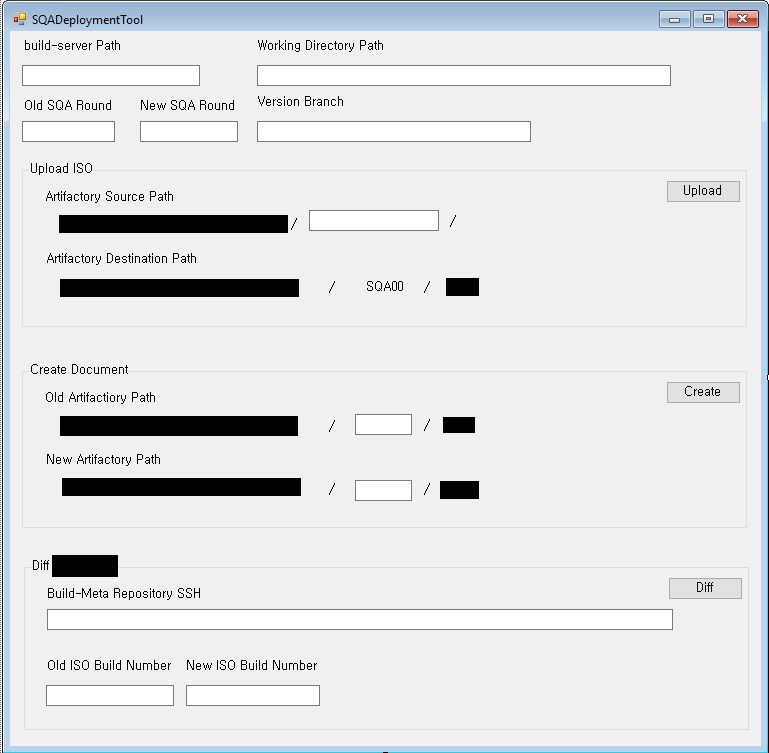 SQADeploymentTool
build-server Path Working Directory Path
Old SQA Round New SQA Round Version Branch
Upload ISO
Upload
Artifactory Source Path
/ /
Artifactory Destination Path
/ SQA00 /
Create Document
Create
Old Artifactiory Path
/ /
New Artifactory Path
/ /
Diff
Diff
Build-Meta Repository SSH
Old ISO Build Number New ISO Build Number